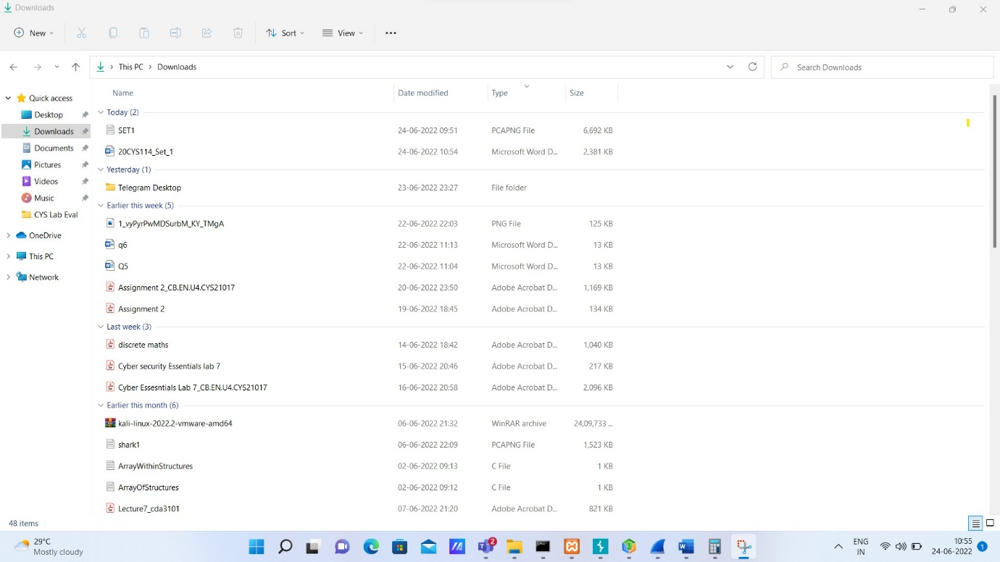 Downloads
New
Sort
View
This PC > Downloads
Search Downloads
Name Date modified Type Size
Quick access
Desktop
Downloads
Documents
Pictures
Videos
Music
CYS Lab Eval
OneDrive
This PC
Network
Today (2)
SET1 24-06-2022 09:51 PCAPNG File 6,692 KB
20CYS114_Set_1 24-06-2022 10:54 Microsoft Word D... 2,381 KB
Yesterday (1)
Telegram Desktop 23-06-2022 23:27 File folder
Earlier this week (5)
1_vyPyrPwMDSurbM_KY_TMgA 22-06-2022 22:03 PNG File 125 KB
q6 22-06-2022 11:13 Microsoft Word D... 13 KB
Q5 22-06-2022 11:04 Microsoft Word D... 13 KB
Assignment 2_CB.EN.U4.CYS21017 20-06-2022 23:50 Adobe Acrobat D... 1,169 KB
Assignment 2 19-06-2022 18:45 Adobe Acrobat D... 134 KB
Last week (3)
discrete maths 14-06-2022 18:42 Adobe Acrobat D... 1,040 KB
Cyber security Essentials lab 7 15-06-2022 20:46 Adobe Acrobat D... 217 KB
Cyber Essesntials Lab 7_CB.EN.U4.CYS21017 16-06-2022 20:58 Adobe Acrobat D... 2,096 KB
Earlier this month (6)
kali-linux-2022.2-vmware-amd64 06-06-2022 21:32 WinRAR archive 24,09,733 ...
shark1 06-06-2022 22:09 PCAPNG File 1,523 KB
ArrayWithinStructures 02-06-2022 09:13 C File 1 KB
ArrayOfStructures 02-06-2022 09:12 C File 1 KB
Lecture7_cda3101 07-06-2022 21:20 Adobe Acrobat D... 821 KB
48 items
29°C
Mostly cloudy
2
ENG
IN
10:55
24-06-2022
1